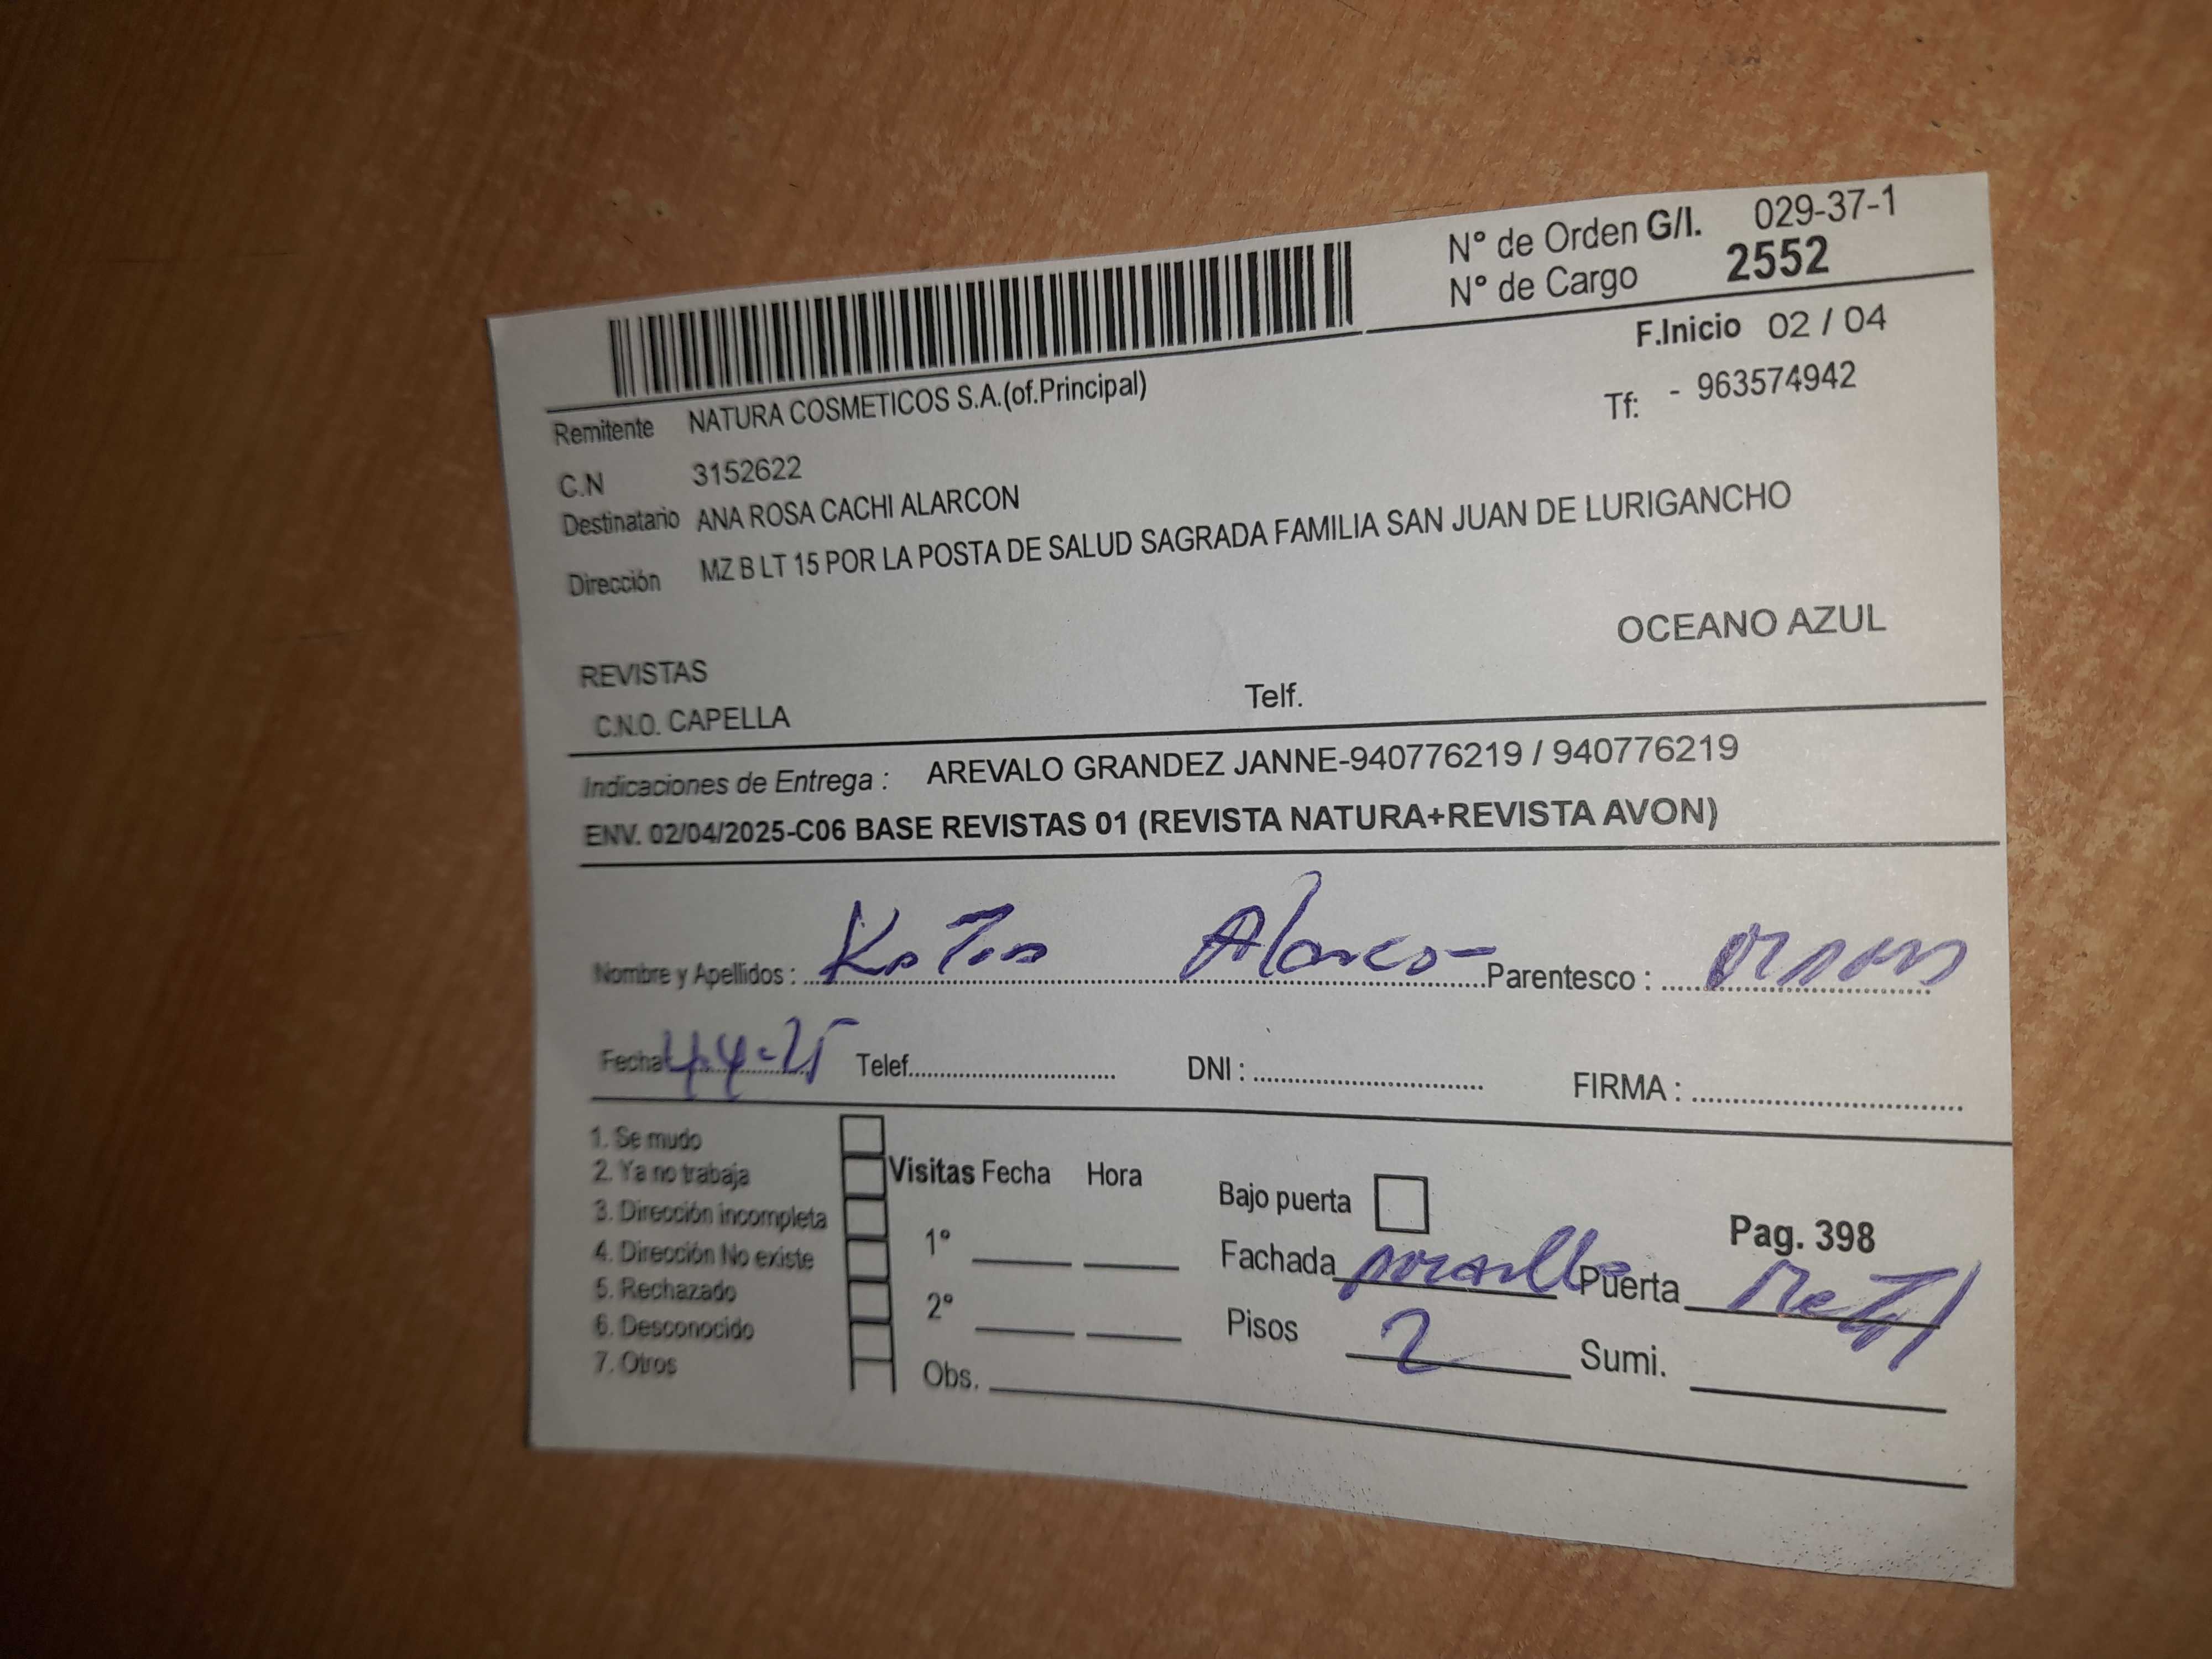 N° de Orden G/I. 029-37-1
N° de Cargo 2552
F.Inicio 02 / 04
Remitente NATURA COSMETICOS S.A.(of.Principal) Tf: - 963574942
C.N 3152622
Destinatario ANA ROSA CACHI ALARCON
Dirección MZ B LT 15 POR LA POSTA DE SALUD SAGRADA FAMILIA SAN JUAN DE LURIGANCHO
OCEANO AZUL
REVISTAS
C.N.O. CAPELLA Telf.
Indicaciones de Entrega : AREVALO GRANDEZ JANNE-940776219 / 940776219
ENV. 02/04/2025-C06 BASE REVISTAS 01 (REVISTA NATURA+REVISTA AVON)
Nombre y Apellidos : Parentesco :
Fecha 4-4-25 Telef. DNI : FIRMA :
1. Se mudo
2. Ya no trabaja Visitas Fecha Hora
3. Dirección incompleta Bajo puerta Pag. 398
4. Dirección No existe 1° Fachada Puerta Metal
5. Rechazado
6. Desconocido 2° Pisos 2 Sumi.
7. Otros Obs.